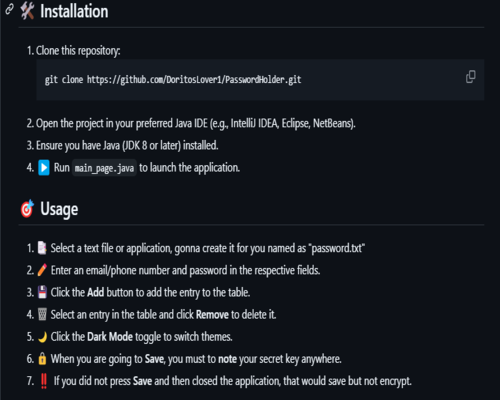 🛠️ Installation
1. Clone this repository:
git clone https://github.com/DoritosLover1/PasswordHolder.git
2. Open the project in your preferred Java IDE (e.g., IntelliJ IDEA, Eclipse, NetBeans).
3. Ensure you have Java (JDK 8 or later) installed.
4. ▶️ Run main_page.java to launch the application.
🎯 Usage
1. 📑 Select a text file or application, gonna create it for you named as "password.txt"
2. 🖍️ Enter an email/phone number and password in the respective fields.
3. 💾 Click the Add button to add the entry to the table.
4. 🗑️ Select an entry in the table and click Remove to delete it.
5. 🌙 Click the Dark Mode toggle to switch themes.
6. 🔒 When you are going to Save, you must to note your secret key anywhere.
7. ‼️ If you did not press Save and then closed the application, that would save but not encrypt.